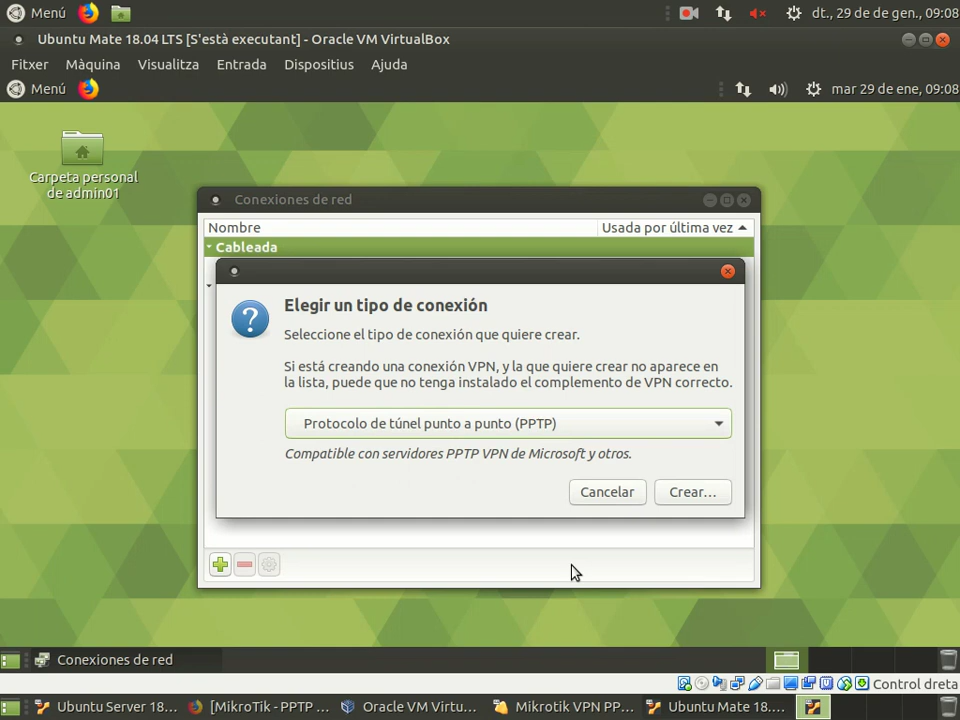 Menú
dt., 29 de de gen., 09:08
Ubuntu Mate 18.04 LTS [S'està executant] - Oracle VM VirtualBox
Fitxer Màquina Visualitza Entrada Dispositius Ajuda
Menú
mar 29 de ene, 09:08
Carpeta personal
de admin01
Conexiones de red
Nombre
Usada por última vez
Cableada
Elegir un tipo de conexión
Seleccione el tipo de conexión que quiere crear.
Si está creando una conexión VPN, y la que quiere crear no aparece en
la lista, puede que no tenga instalado el complemento de VPN correcto.
Protocolo de túnel punto a punto (PPTP)
Compatible con servidores PPTP VPN de Microsoft y otros.
Cancelar
Crear...
Conexiones de red
Control dreta
Ubuntu Server 18...
[MikroTik - PPTP ...
Oracle VM Virtu...
Mikrotik VPN PP...
Ubuntu Mate 18....